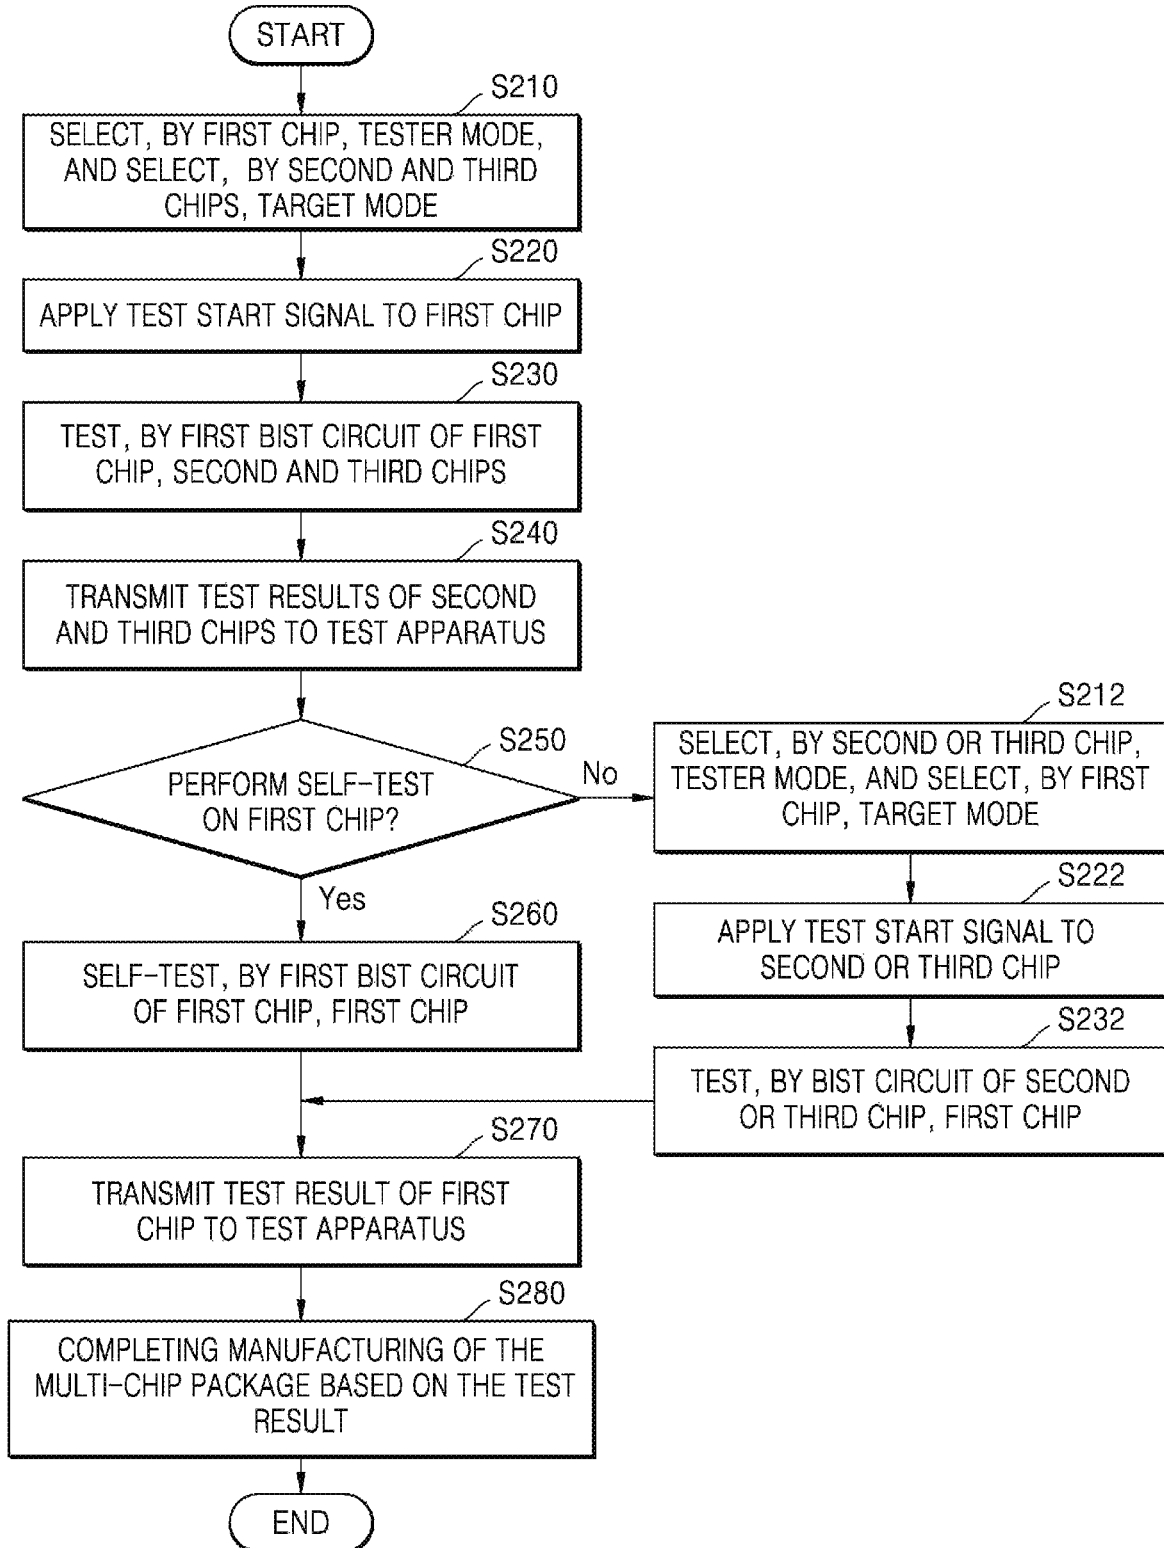 START
S210
SELECT, BY FIRST CHIP, TESTER MODE,
AND SELECT, BY SECOND AND THIRD
CHIPS, TARGET MODE
S220
APPLY TEST START SIGNAL TO FIRST CHIP
S230
TEST, BY FIRST BIST CIRCUIT OF FIRST
CHIP, SECOND AND THIRD CHIPS
S240
TRANSMIT TEST RESULTS OF SECOND
AND THIRD CHIPS TO TEST APPARATUS
S250
PERFORM SELF-TEST
ON FIRST CHIP?
No
S212
SELECT, BY SECOND OR THIRD CHIP,
TESTER MODE, AND SELECT, BY FIRST
CHIP, TARGET MODE
S222
APPLY TEST START SIGNAL TO
SECOND OR THIRD CHIP
S232
TEST, BY BIST CIRCUIT OF SECOND
OR THIRD CHIP, FIRST CHIP
Yes
S260
SELF-TEST, BY FIRST BIST CIRCUIT
OF FIRST CHIP, FIRST CHIP
S270
TRANSMIT TEST RESULT OF FIRST
CHIP TO TEST APPARATUS
S280
COMPLETING MANUFACTURING OF THE
MULTI-CHIP PACKAGE BASED ON THE TEST
RESULT
END